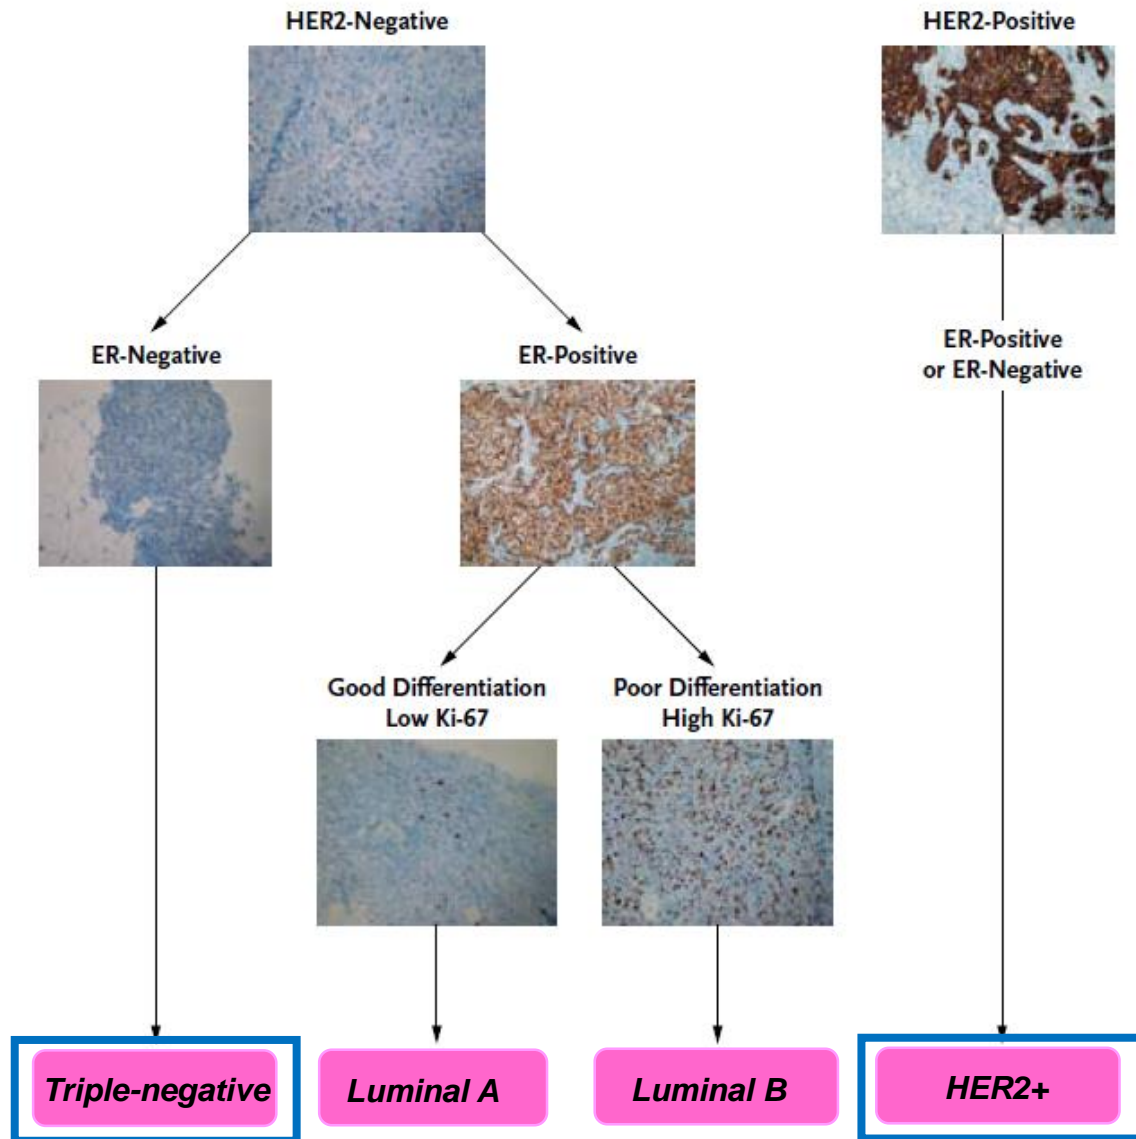 HER2-Negative
HER2-Positive
ER-Negative
ER-Positive
ER-Positive
or ER-Negative
Good Differentiation
Low Ki-67
Poor Differentiation
High Ki-67
Triple-negative
Luminal A
Luminal B
HER2+